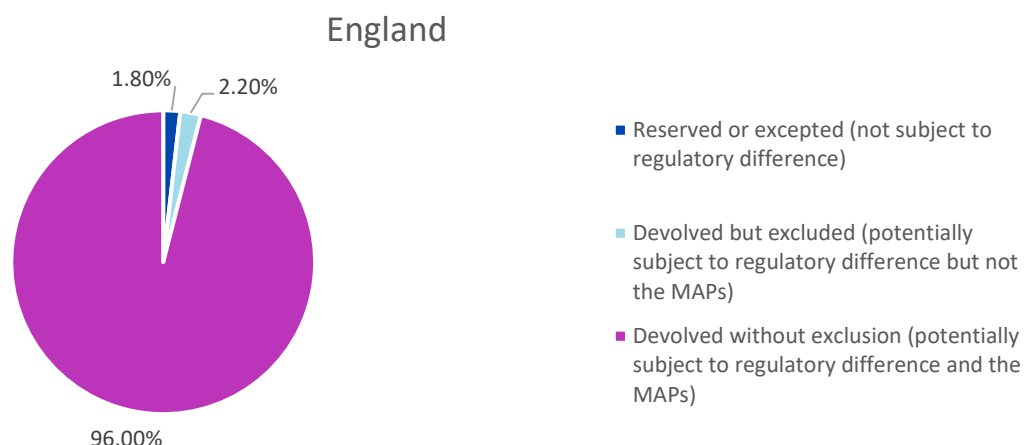 England
1.80%
2.20%
96.00%
Reserved or excepted (not subject to
regulatory difference)
Devolved but excluded (potentially
subject to regulatory difference but not
the MAPs)
Devolved without exclusion (potentially
subject to regulatory difference and the
MAPs)